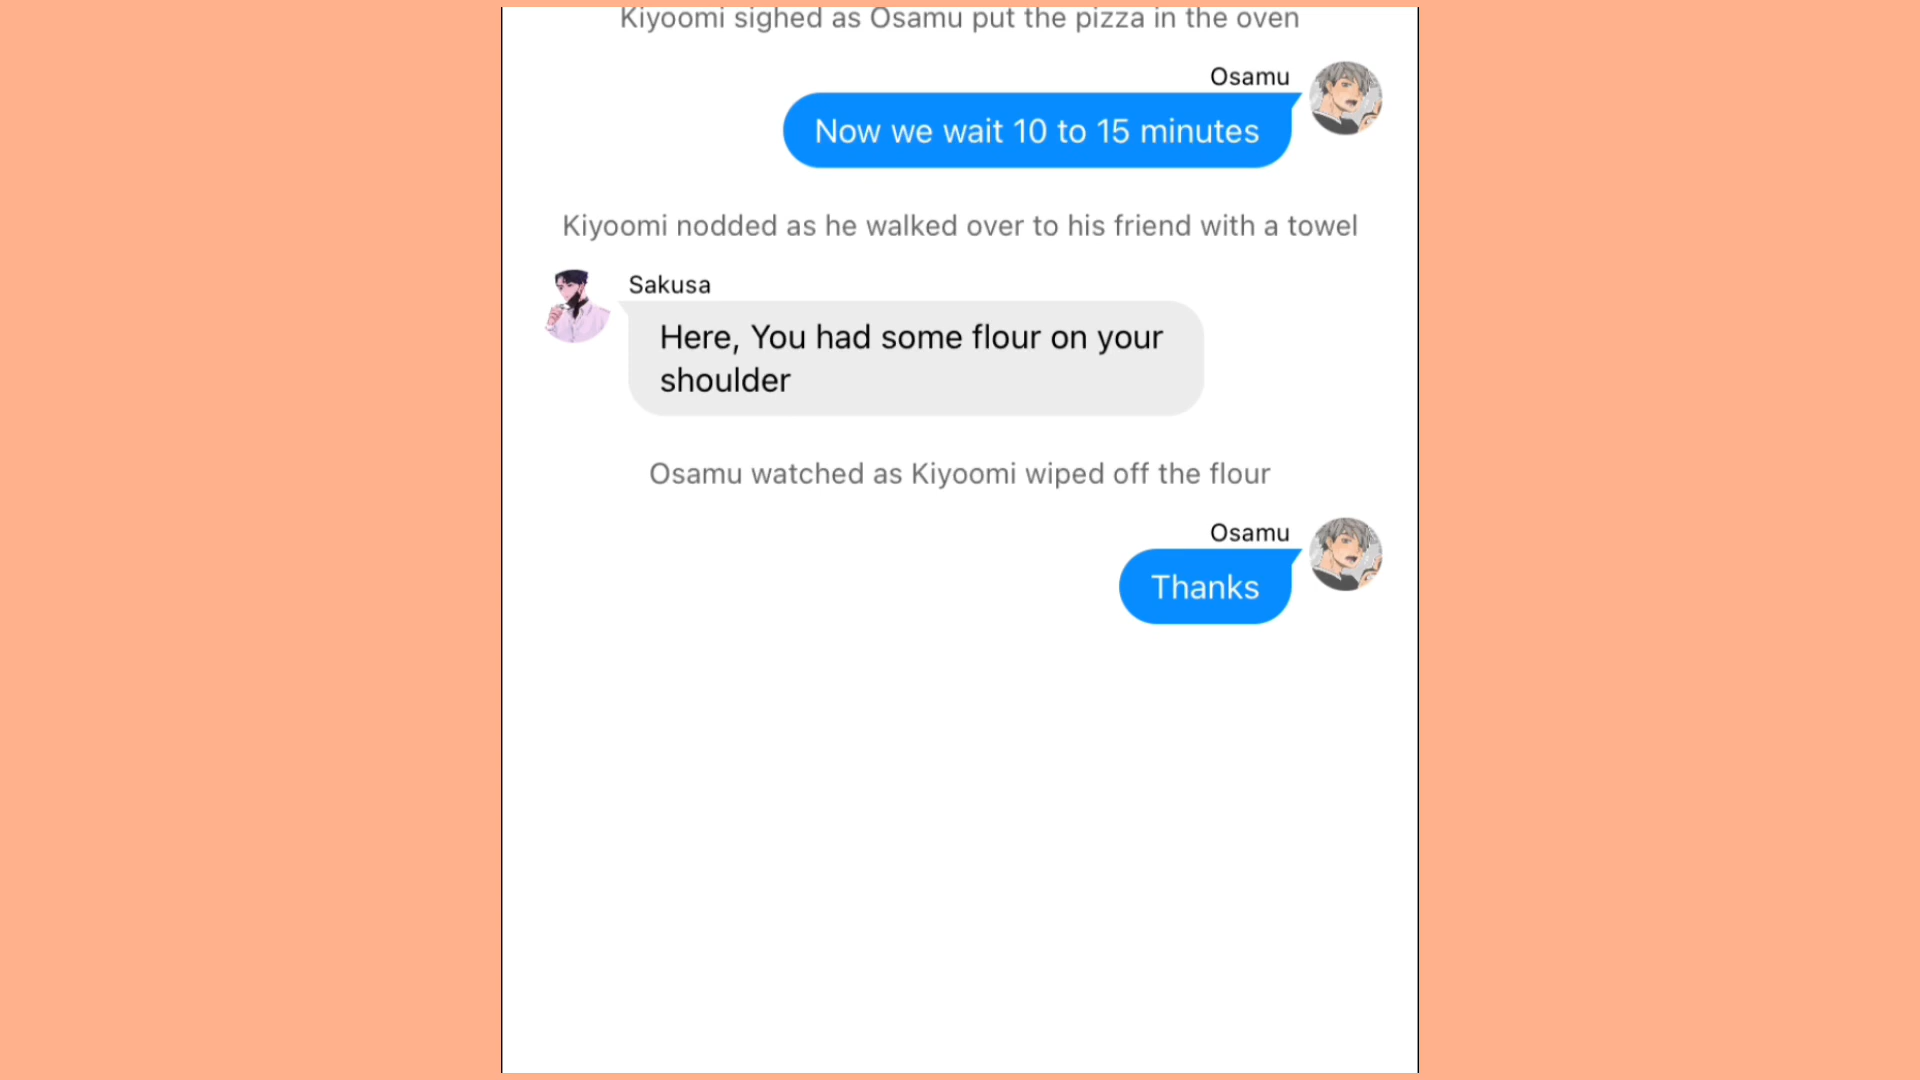 Kiyoomi sighed as Osamu put the pizza in the oven
Osamu
Now we wait 10 to 15 minutes
Kiyoomi nodded as he walked over to his friend with a towel
Sakusa
Here, You had some flour on your
shoulder
Osamu watched as Kiyoomi wiped off the flour
Osamu
Thanks